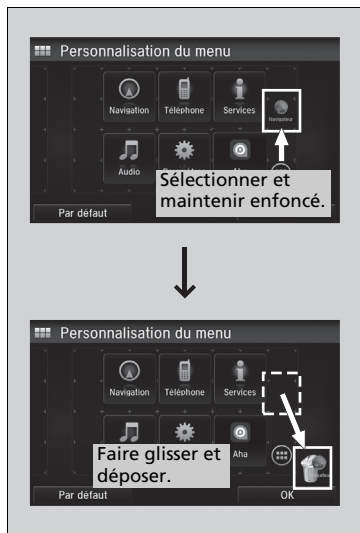 Personnalisation du menu
Navigation Téléphone Services Navigateur
Audio
Sélectionner et
maintenir enfoncé.
Par défaut
Personnalisation du menu
Navigation Téléphone Services
Aha
Faire glisser et
déposer.
Par défaut OK